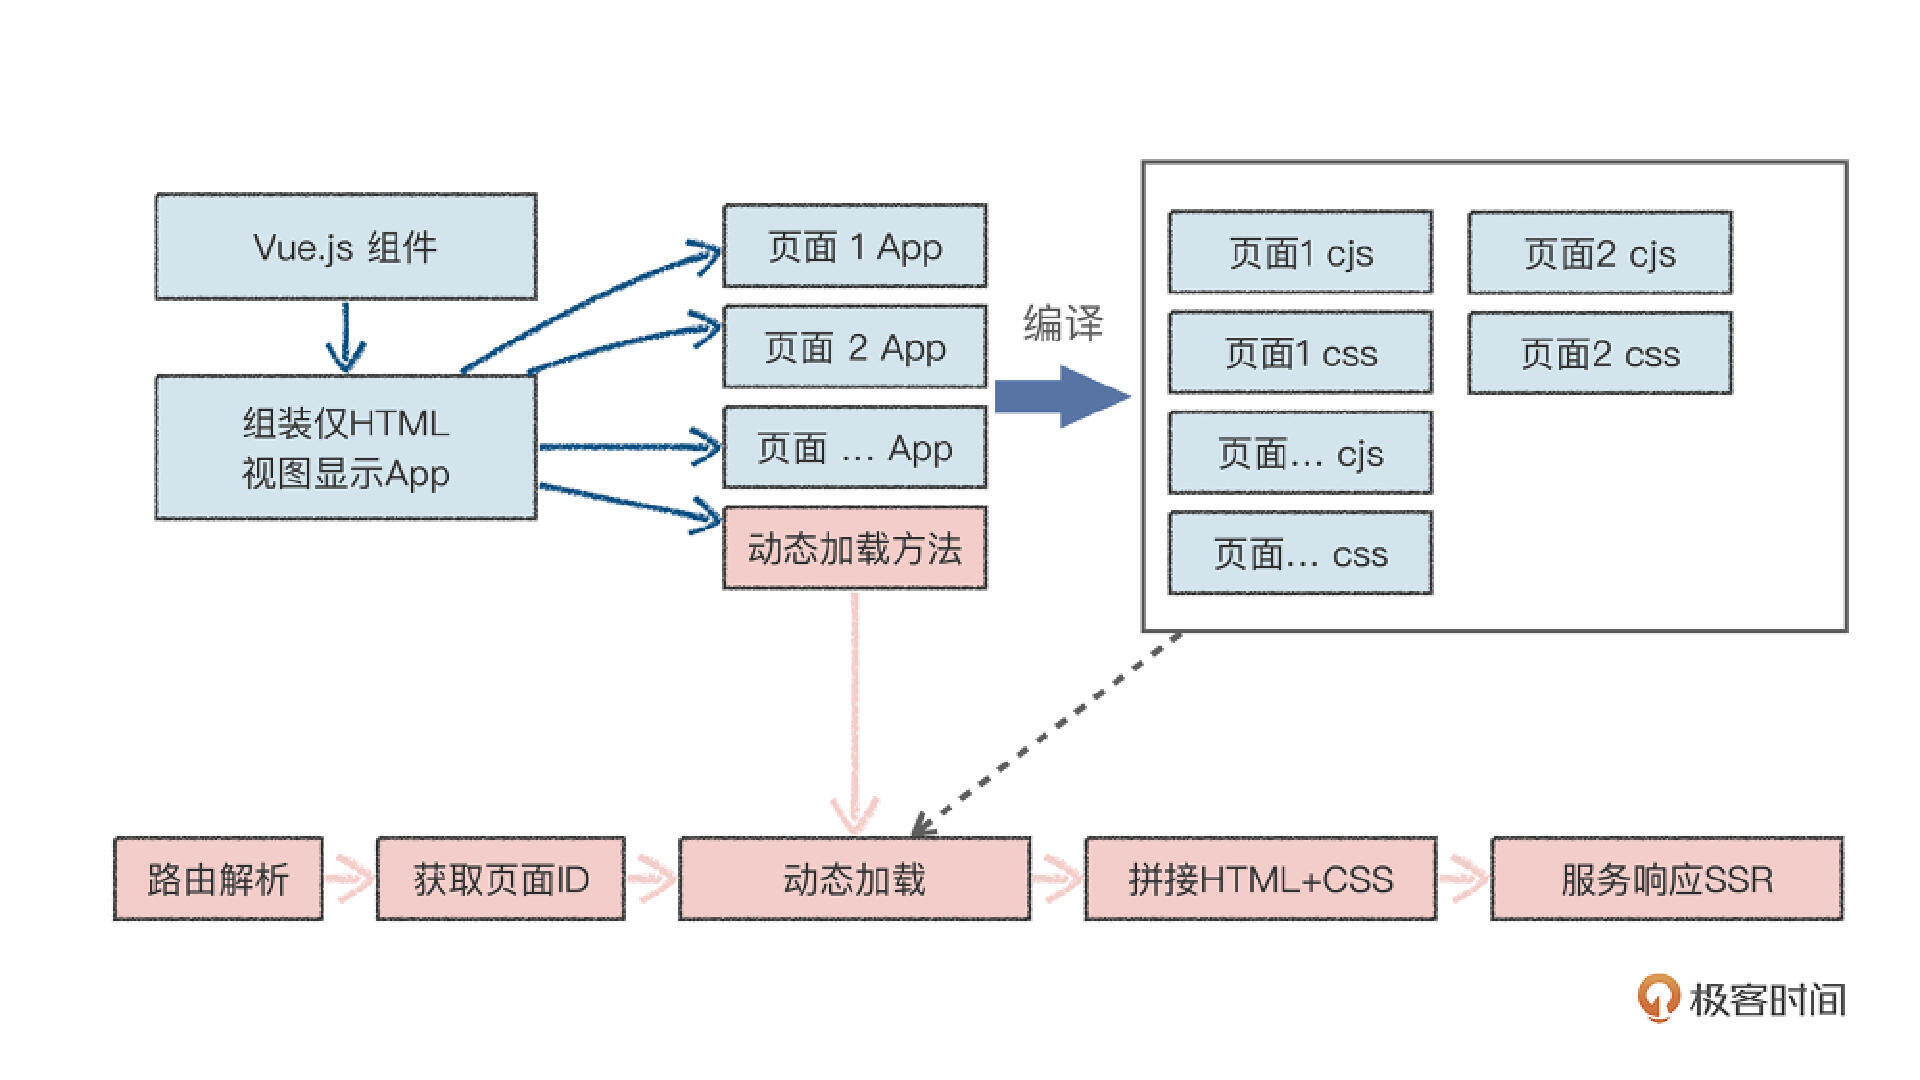 Vue.js 组件
组装仅HTML
视图显示App
页面 1 App
页面 2 App
页面 ... App
动态加载方法
编译
页面1 cjs
页面2 cjs
页面1 css
页面2 css
页面... cjs
页面... css
路由解析
获取页面ID
动态加载
拼接HTML+CSS
服务响应SSR
极客时间